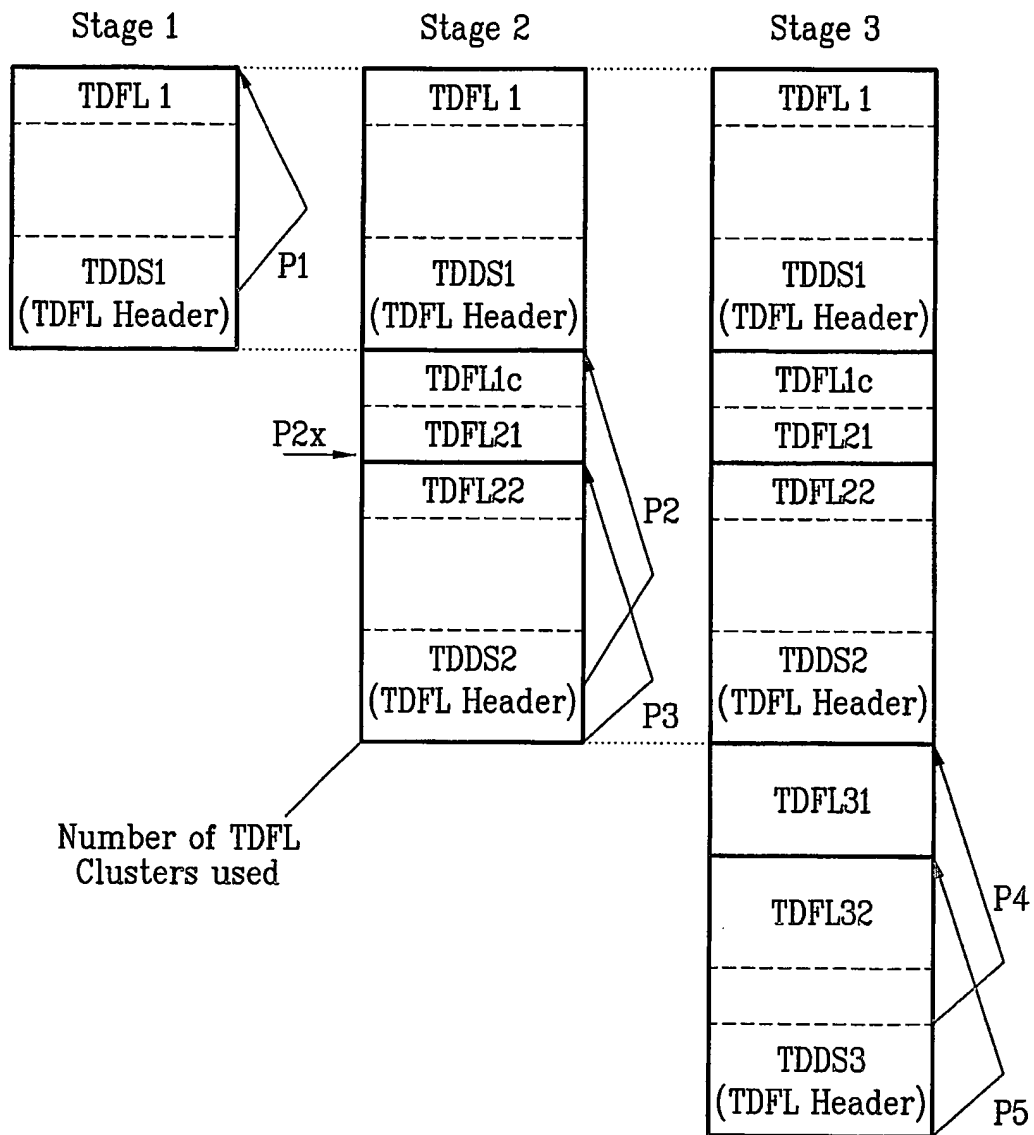 Stage 1
Stage 2
Stage 3
TDFL 1
TDDS1
(TDFL Header)
P1
TDFL 1
TDDS1
(TDFL Header)
TDFL1c
TDFL21
P2x
TDFL22
P2
TDDS2
(TDFL Header)
P3
Number of TDFL
Clusters used
TDFL 1
TDDS1
(TDFL Header)
TDFL1c
TDFL21
TDFL22
TDDS2
(TDFL Header)
TDFL31
TDFL32
P4
TDDS3
(TDFL Header)
P5